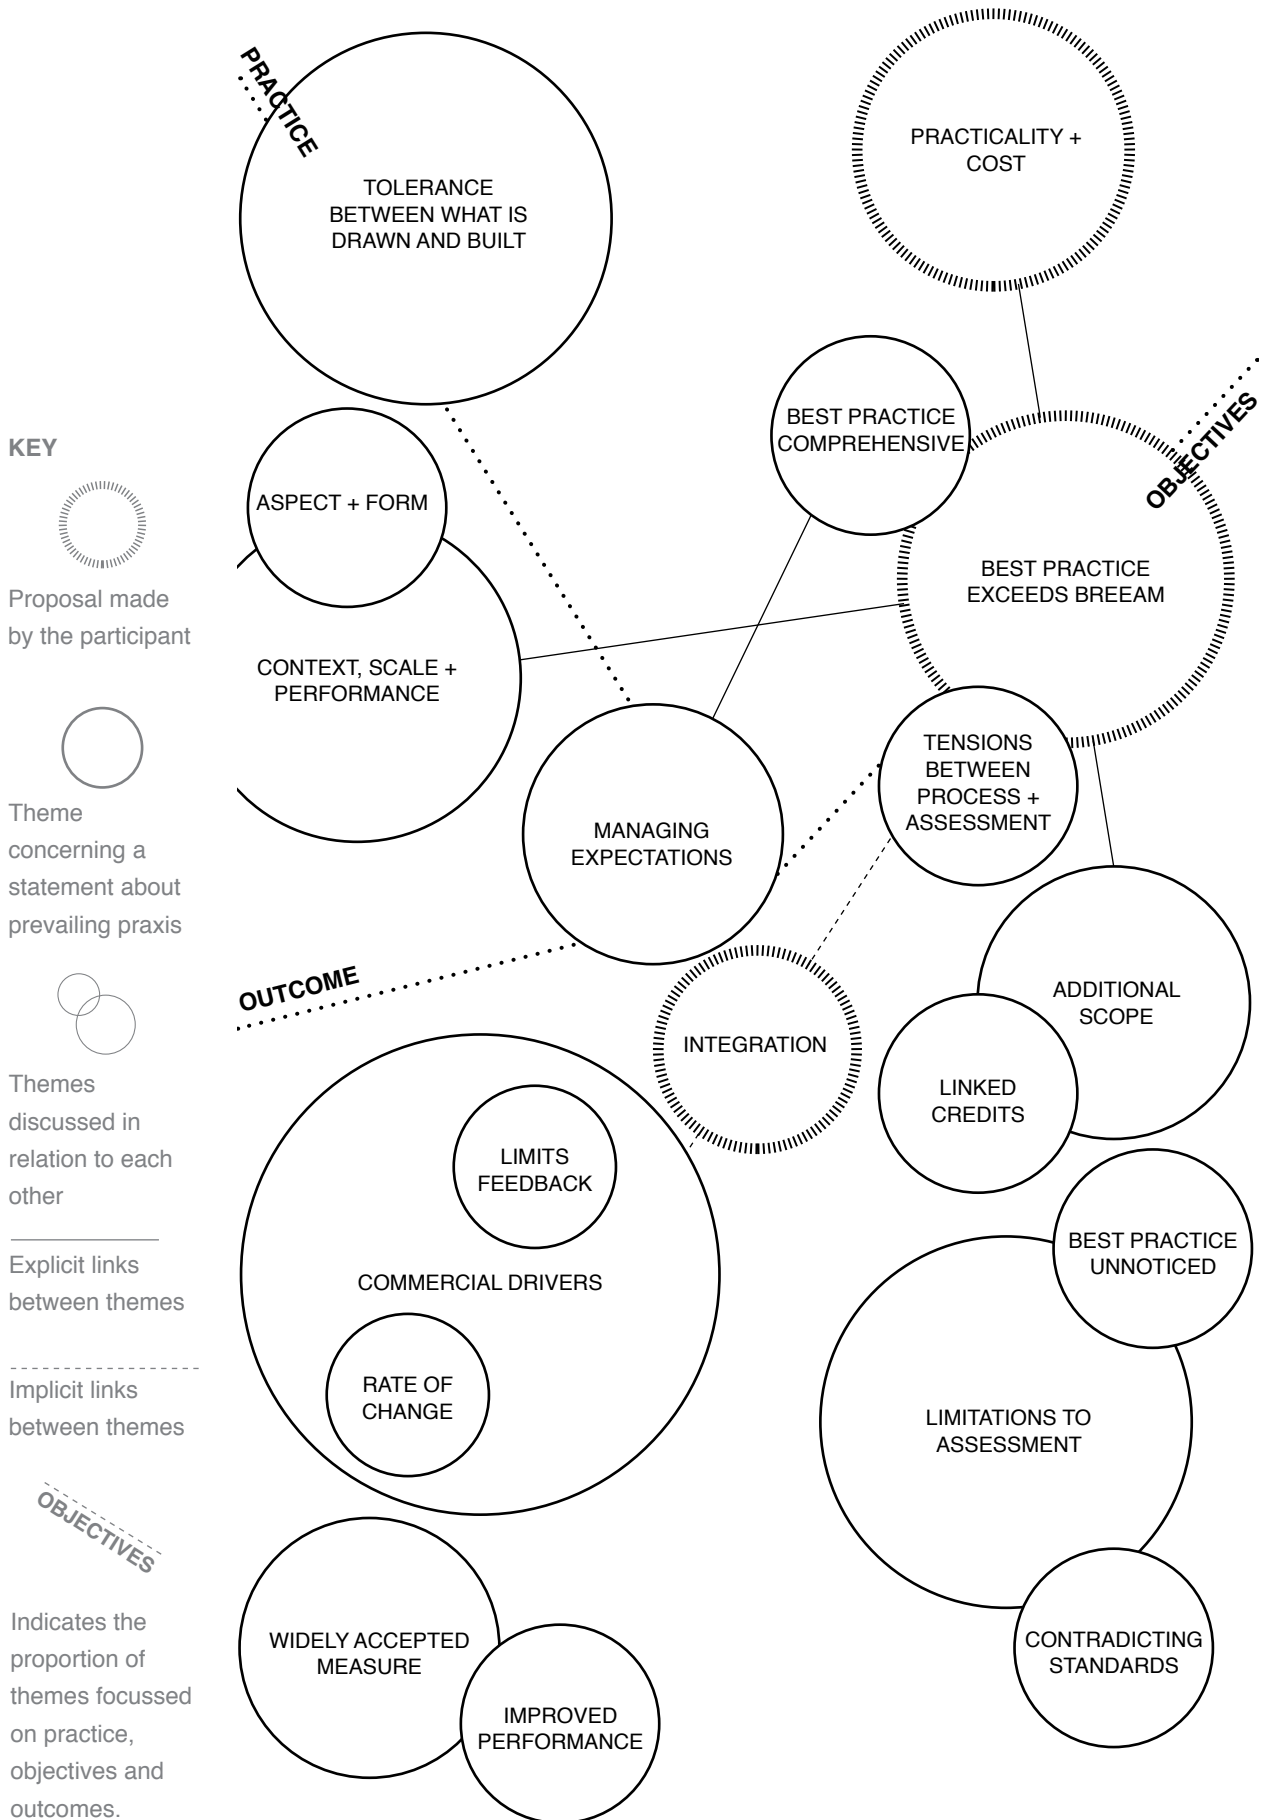 PRACTICE
TOLERANCE
BETWEEN WHAT IS
DRAWN AND BUILT
PRACTICALITY +
COST
BEST PRACTICE
COMPREHENSIVE
OBJECTIVES
ASPECT + FORM
BEST PRACTICE
EXCEEDS BREEAM
CONTEXT, SCALE +
PERFORMANCE
TENSIONS
BETWEEN
PROCESS +
ASSESSMENT
MANAGING
EXPECTATIONS
OUTCOME
INTEGRATION
ADDITIONAL
SCOPE
LINKED
CREDITS
LIMITS
FEEDBACK
COMMERCIAL DRIVERS
RATE OF
CHANGE
BEST PRACTICE
UNNOTICED
LIMITATIONS TO
ASSESSMENT
WIDELY ACCEPTED
MEASURE
IMPROVED
PERFORMANCE
CONTRADICTING
STANDARDS
KEY
Proposal made
by the participant
Theme
concerning a
statement about
prevailing praxis
Themes
discussed in
relation to each
other
Explicit links
between themes
Implicit links
between themes
OBJECTIVES
Indicates the
proportion of
themes focussed
on practice,
objectives and
outcomes.